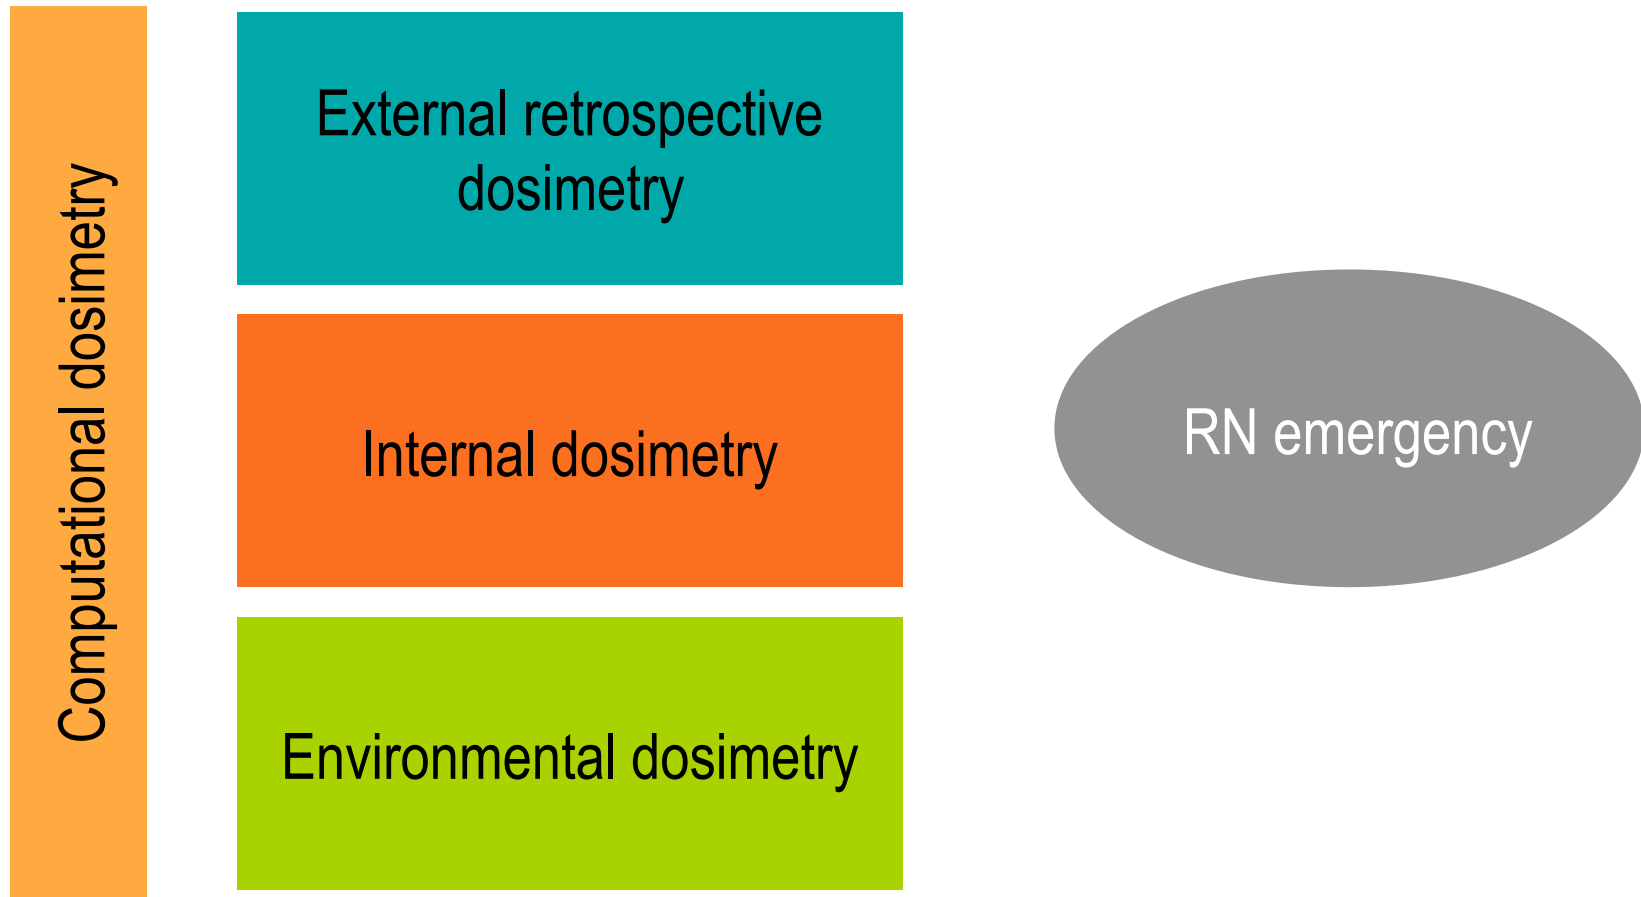 Computational dosimetry
External retrospective
dosimetry
Internal dosimetry
Environmental dosimetry
RN emergency